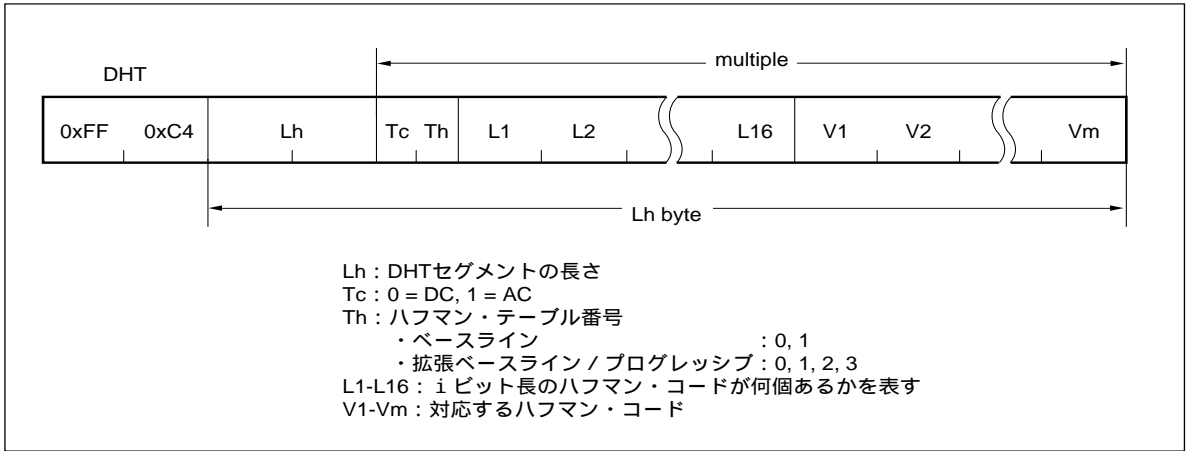 multiple
DHT
0xFF 0xC4 Lh Tc Th L1 L2 L16 V1 V2 Vm
Lh byte
Lh : DHTセグメントの長さ
Tc : 0 = DC, 1 = AC
Th : ハフマン・テーブル番号
・ベースライン : 0, 1
・拡張ベースライン / プログレッシブ : 0, 1, 2, 3
L1-L16 : i ビット長のハフマン・コードが何個あるかを表す
V1-Vm : 対応するハフマン・コード